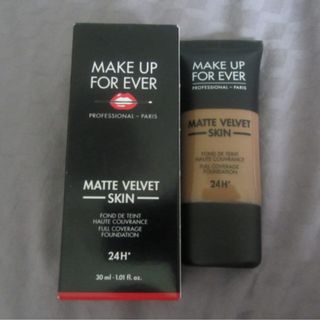 MAKE UP
FOR EVER
PROFESSIONAL – PARIS
MATTE VELVET
SKIN
FOND DE TEINT
HAUTE COUVRANCE
FULL COVERAGE
FOUNDATION
24H*
30 ml - 1.01 fl. oz.
MAKE UP
FOR EVER
PROFESSIONAL – PARIS
MATTE VELVET
SKIN
FOND DE TEINT
HAUTE COUVRANCE
FULL COVERAGE
FOUNDATION
24H*